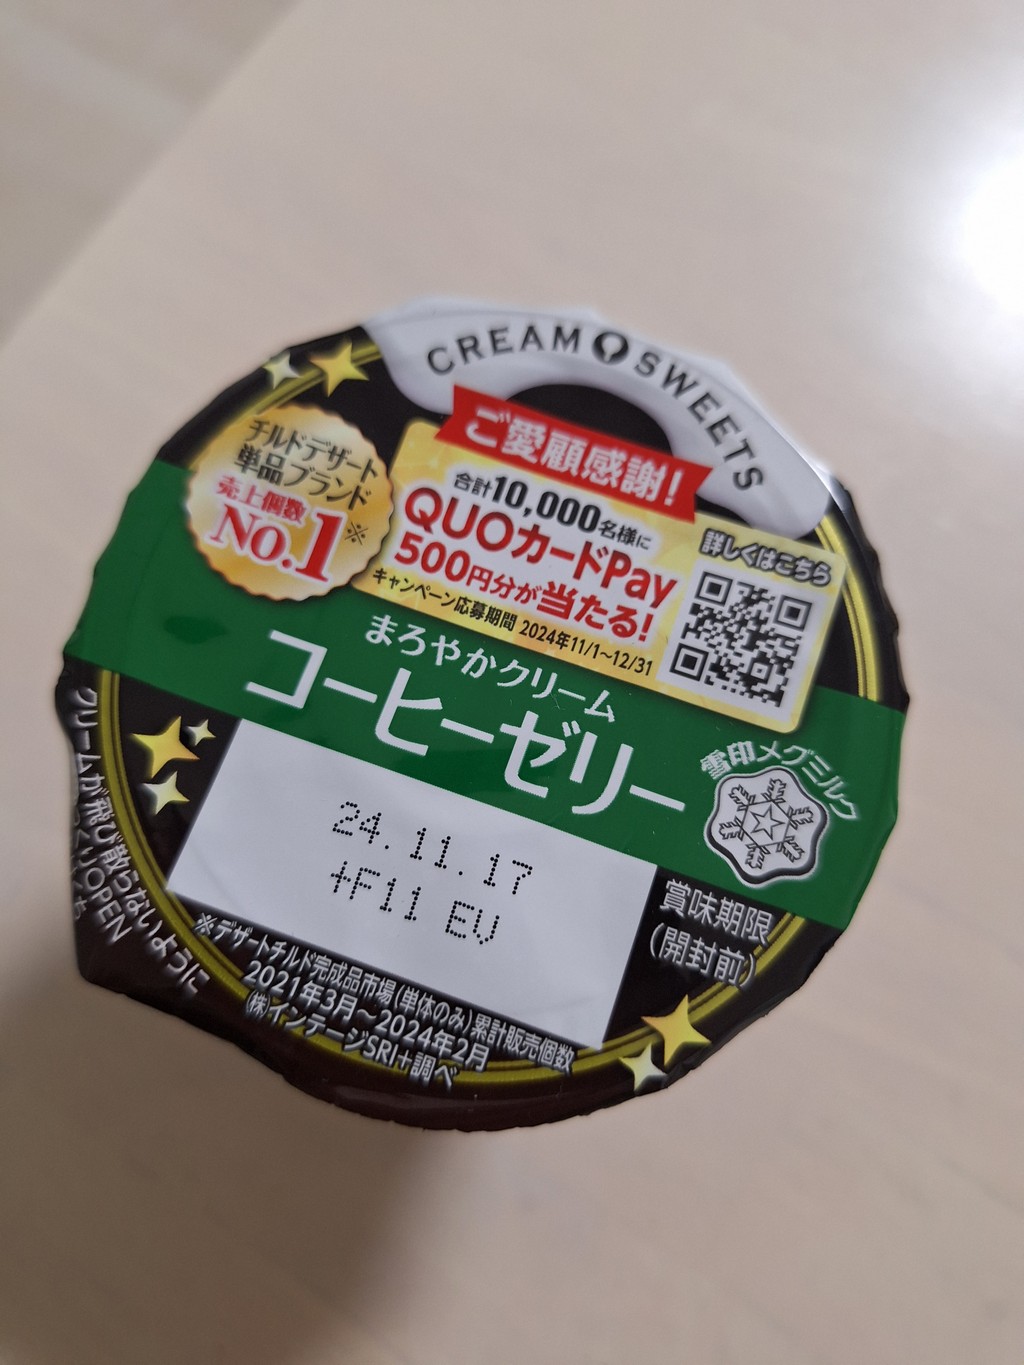 CREAM SWEETS
ご愛顧感謝!
チルドデザート
単品ブランド
売上個数
No.1※
合計10,000名様に
QUOカードPay
500円分が当たる!
キャンペーン応募期間 2024年11/1~12/31
詳しくはこちら
まろやかクリーム
コーヒーゼリー
雪印メグミルク
24.11.17
+F11 EV
賞味期限
(開封前)
クリームが飛び散らないように
OPEN
※デザートチルド完成品市場(単体のみ)累計販売個数
2021年3月~2024年2月
(株)インテージSRI+調べ